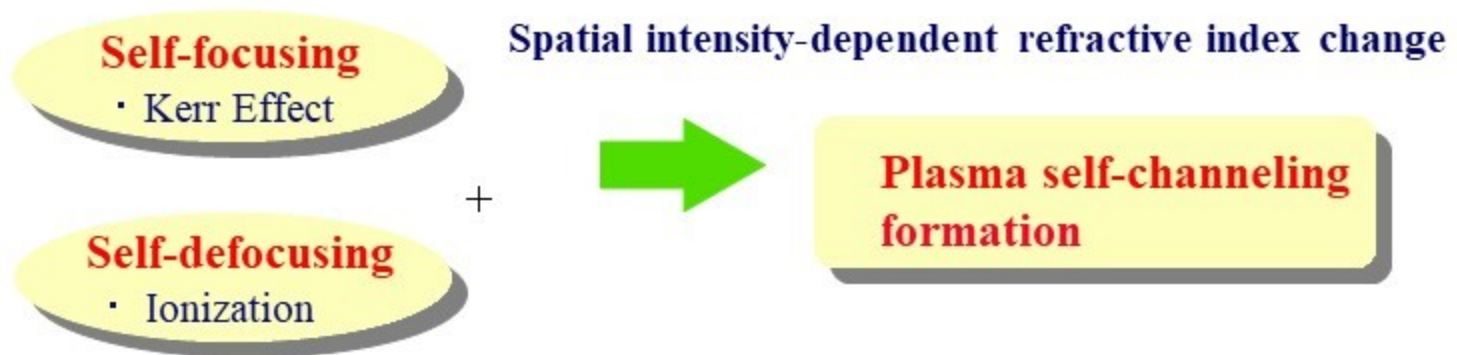 Self-focusing
· Kerr Effect
Spatial intensity-dependent refractive index change
+
Self-defocusing
· Ionization
Plasma self-channeling
formation